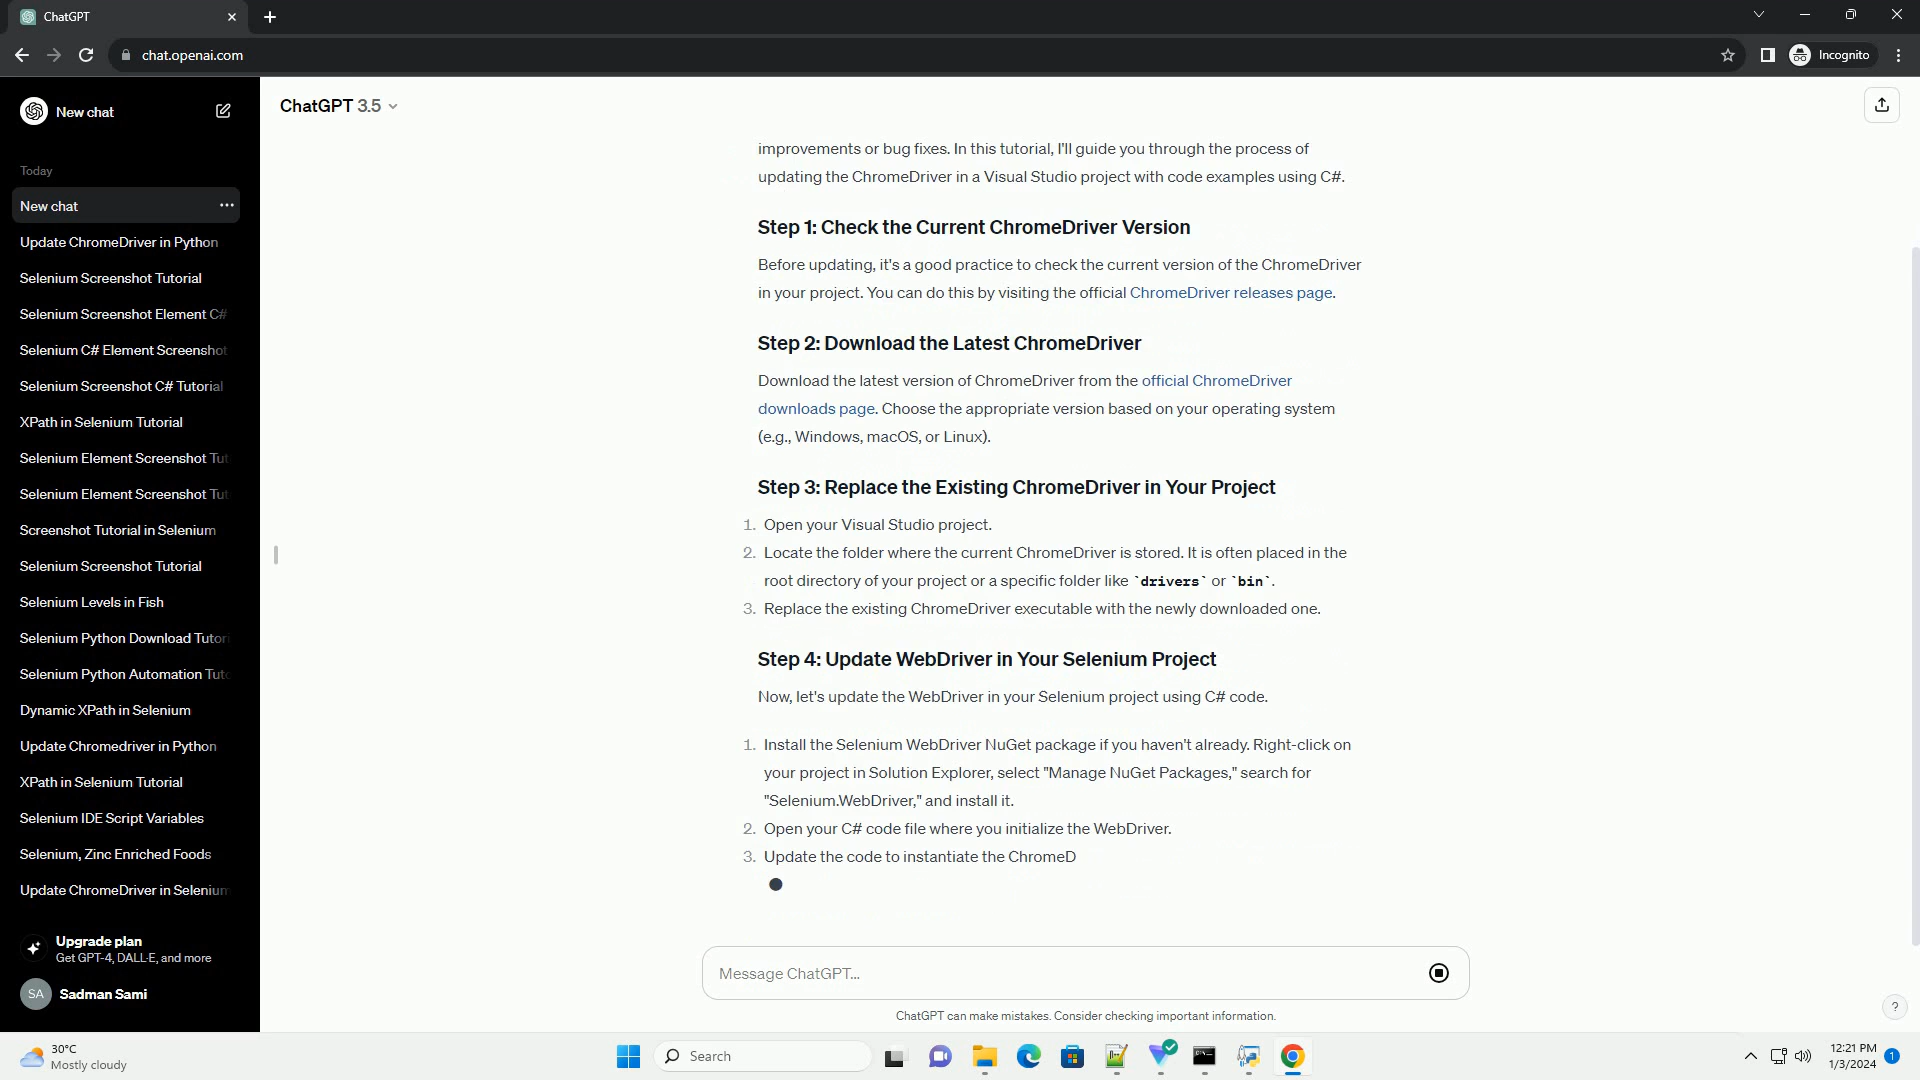 ChatGPT
chat.openai.com
Incognito
New chat
Today
New chat
Update ChromeDriver in Python
Selenium Screenshot Tutorial
Selenium Screenshot Element C#
Selenium C# Element Screenshot
Selenium Screenshot C# Tutorial
XPath in Selenium Tutorial
Selenium Element Screenshot Tut
Selenium Element Screenshot Tut
Screenshot Tutorial in Selenium
Selenium Screenshot Tutorial
Selenium Levels in Fish
Selenium Python Download Tutori
Selenium Python Automation Tuto
Dynamic XPath in Selenium
Update Chromedriver in Python
XPath in Selenium Tutorial
Selenium IDE Script Variables
Selenium, Zinc Enriched Foods
Update ChromeDriver in Selenium
Upgrade plan
Get GPT-4, DALL·E, and more
SA
Sadman Sami
ChatGPT 3.5
improvements or bug fixes. In this tutorial, I'll guide you through the process of
updating the ChromeDriver in a Visual Studio project with code examples using C#.
Step 1: Check the Current ChromeDriver Version
Before updating, it's a good practice to check the current version of the ChromeDriver
in your project. You can do this by visiting the official ChromeDriver releases page.
Step 2: Download the Latest ChromeDriver
Download the latest version of ChromeDriver from the official ChromeDriver
downloads page. Choose the appropriate version based on your operating system
(e.g., Windows, macOS, or Linux).
Step 3: Replace the Existing ChromeDriver in Your Project
1. Open your Visual Studio project.
2. Locate the folder where the current ChromeDriver is stored. It is often placed in the
root directory of your project or a specific folder like `drivers` or `bin`.
3. Replace the existing ChromeDriver executable with the newly downloaded one.
Step 4: Update WebDriver in Your Selenium Project
Now, let's update the WebDriver in your Selenium project using C# code.
1. Install the Selenium WebDriver NuGet package if you haven't already. Right-click on
your project in Solution Explorer, select "Manage NuGet Packages," search for
"Selenium.WebDriver," and install it.
2. Open your C# code file where you initialize the WebDriver.
3. Update the code to instantiate the ChromeD
Message ChatGPT...
ChatGPT can make mistakes. Consider checking important information.
?
30°C
Mostly cloudy
Search
12:21 PM
1/3/2024
1